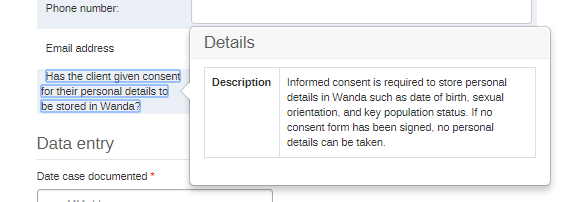 Phone number:
Email address
Has the client given consent
for their personal details to
be stored in Wanda?
Details
Description
Informed consent is required to store personal
details in Wanda such as date of birth, sexual
orientation, and key population status. If no
consent form has been signed, no personal
details can be taken.
Data entry
Date case documented *